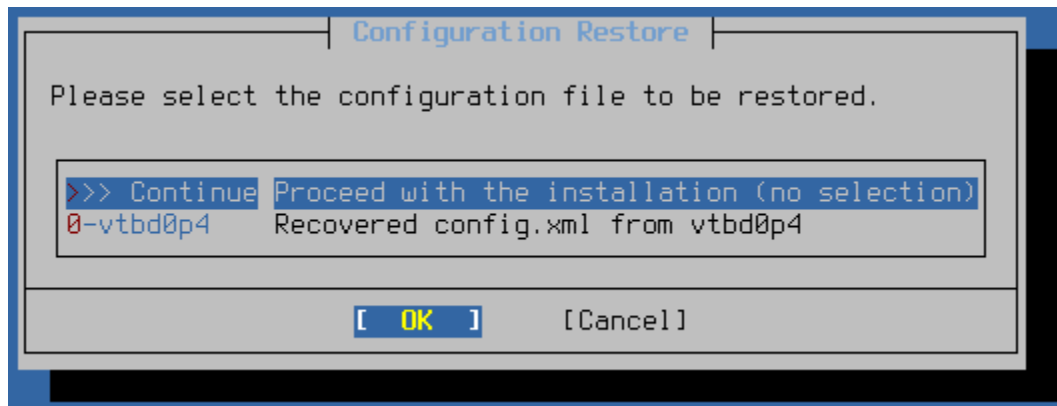 Configuration Restore
Please select the configuration file to be restored.
>>> Continue Proceed with the installation (no selection)
0-vtbd0p4 Recovered config.xml from vtbd0p4
[ OK ] [Cancel]